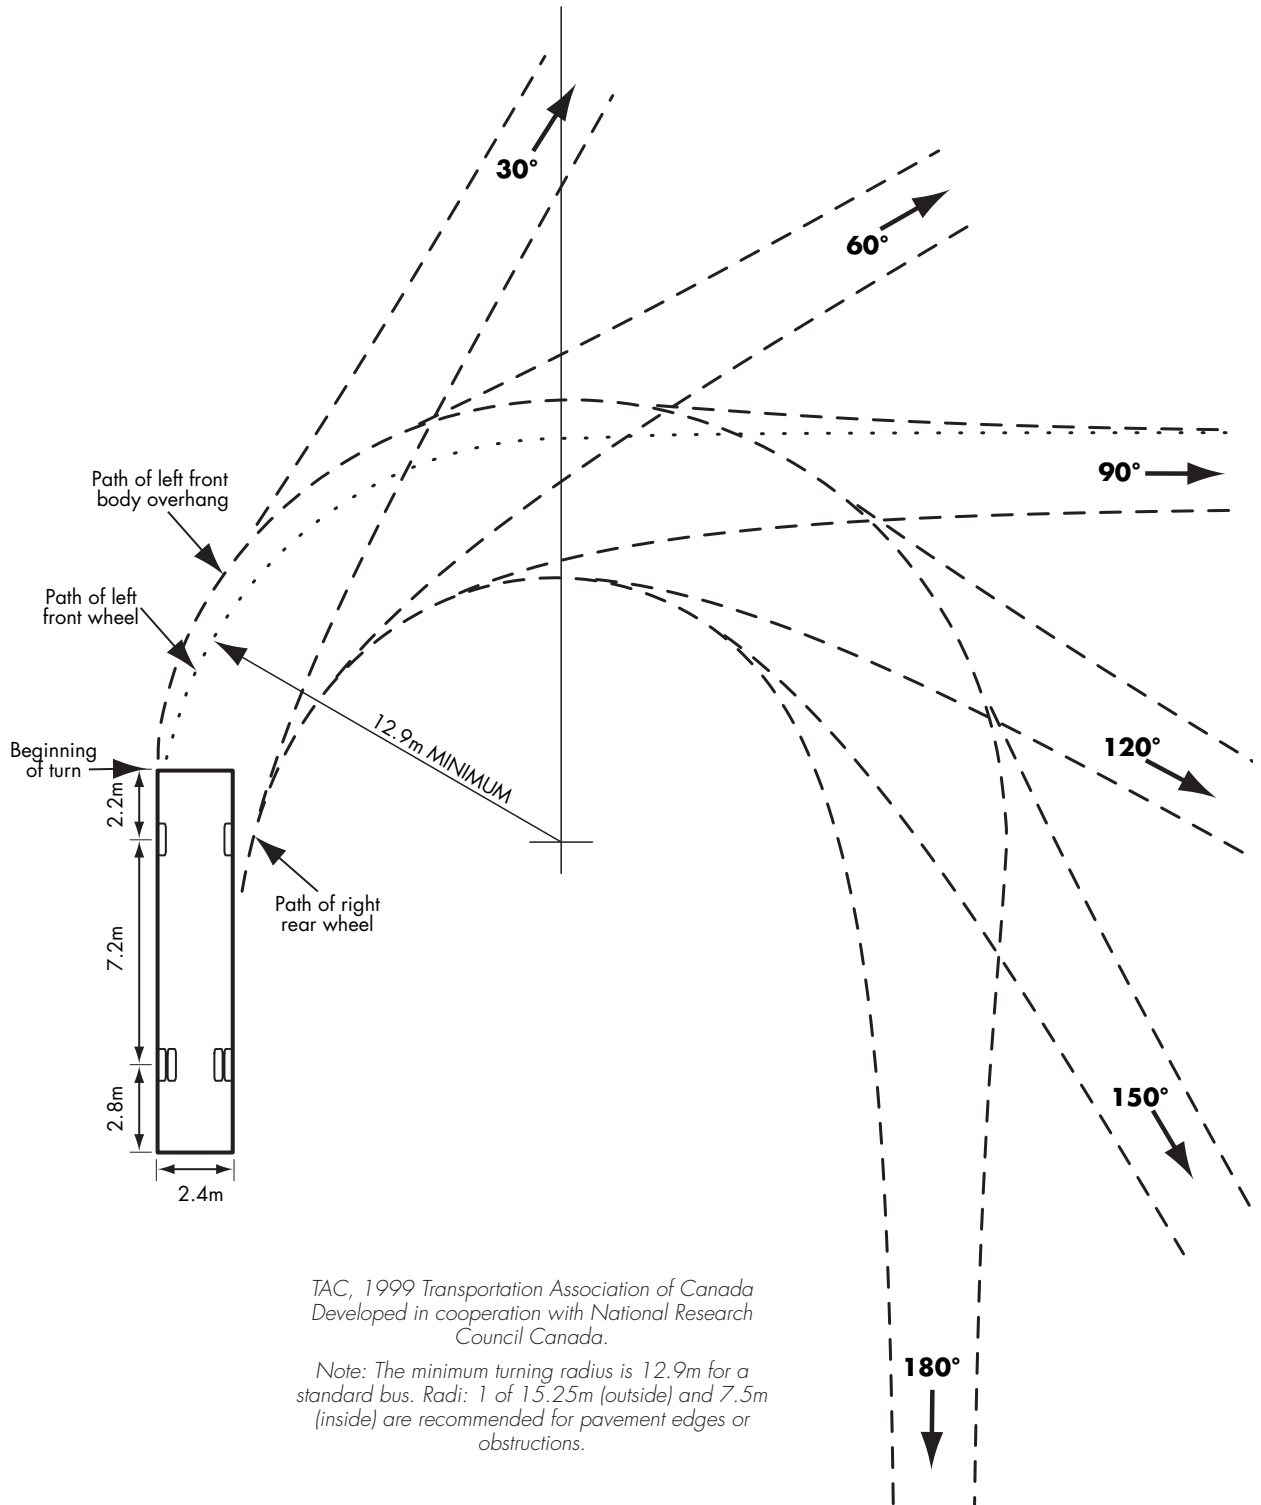 30°
60°
90°
Path of left front
body overhang
Path of left
front wheel
12.9m MINIMUM
Beginning
of turn
120°
2.2m
Path of right
rear wheel
7.2m
2.8m
150°
2.4m
TAC, 1999 Transportation Association of Canada
Developed in cooperation with National Research
Council Canada.
Note: The minimum turning radius is 12.9m for a
standard bus. Radi: 1 of 15.25m (outside) and 7.5m
(inside) are recommended for pavement edges or
obstructions.
180°